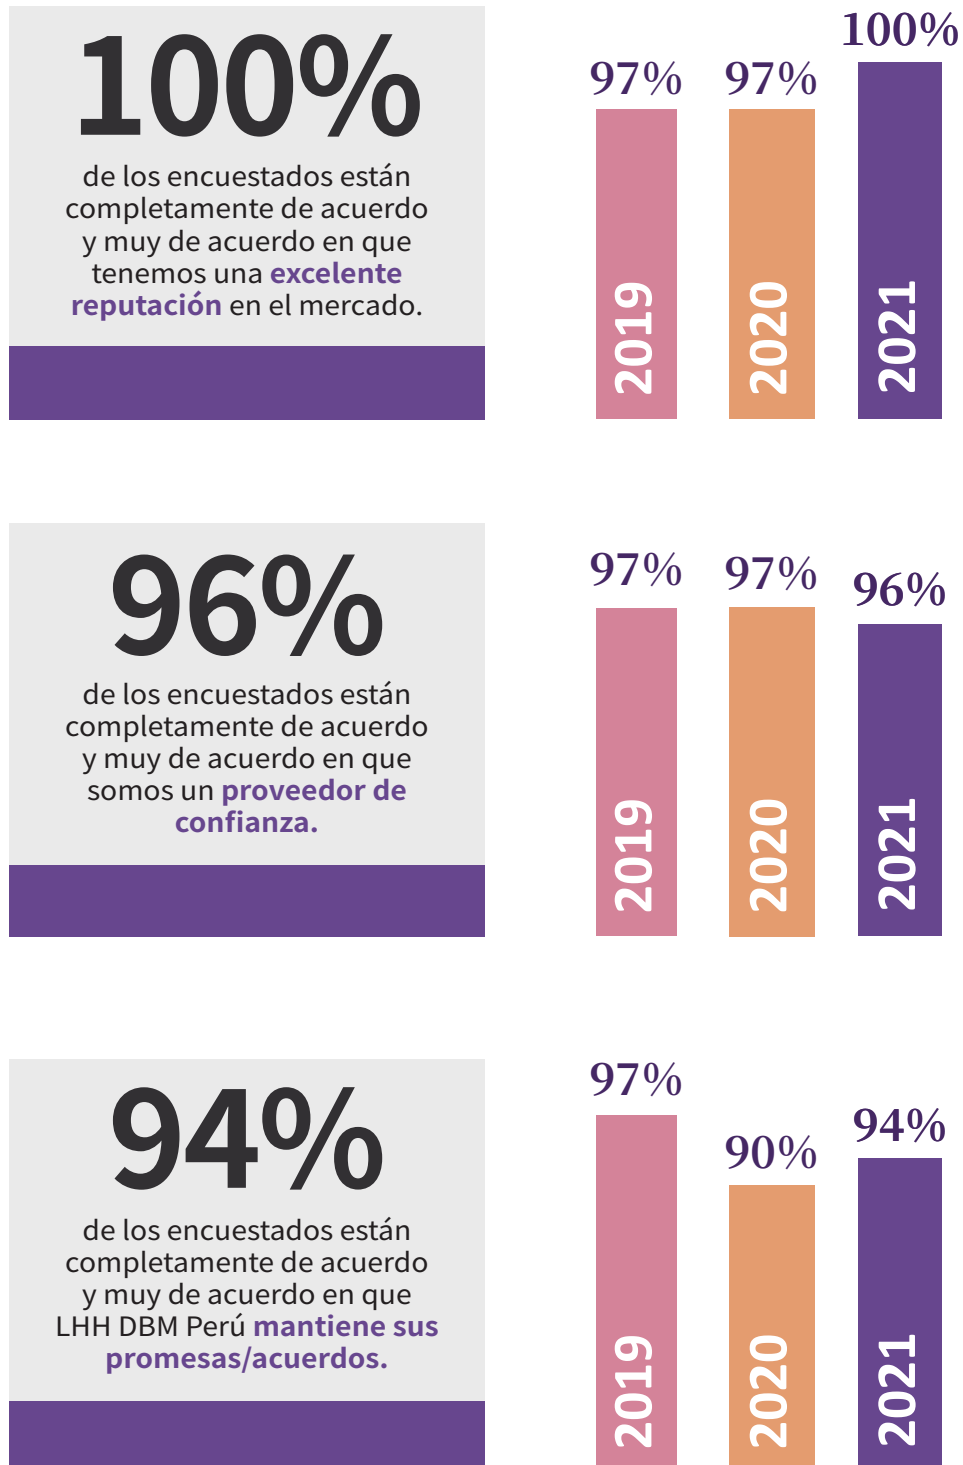 100%
de los encuestados están
completamente de acuerdo
y muy de acuerdo en que
tenemos una excelente
reputación en el mercado.
97%
97%
100%
2019
2020
2021
96%
de los encuestados están
completamente de acuerdo
y muy de acuerdo en que
somos un proveedor de
confianza.
97%
97%
96%
2019
2020
2021
94%
de los encuestados están
completamente de acuerdo
y muy de acuerdo en que
LHH DBM Perú mantiene sus
promesas/acuerdos.
97%
90%
94%
2019
2020
2021